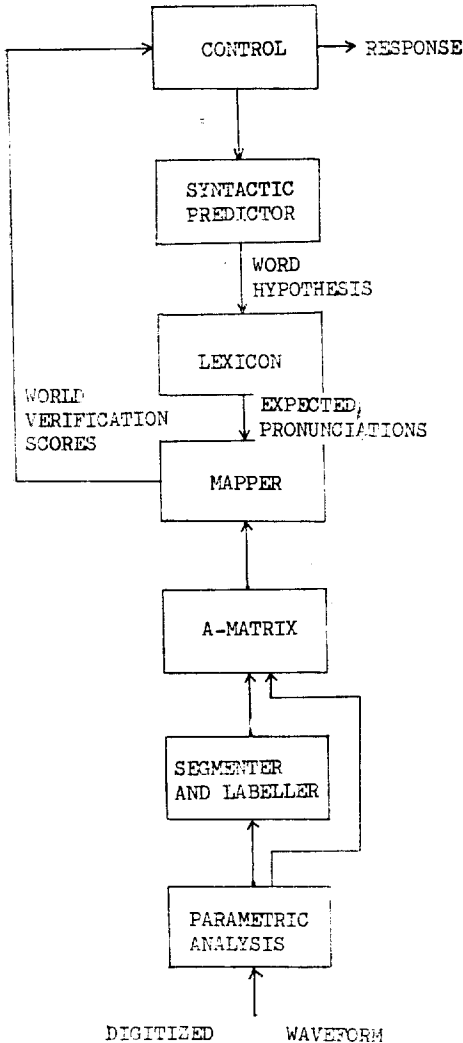 CONTROL
RESPONSE
SYNTACTIC
PREDICTOR
WORD
HYPOTHESIS
LEXICON
WORLD
VERIFICATION
SCORES
EXPECTED
PRONUNCIATIONS
MAPPER
A-MATRIX
SEGMENTER
AND LABELLER
PARAMETRIC
ANALYSIS
DIGITIZED WAVEFORM